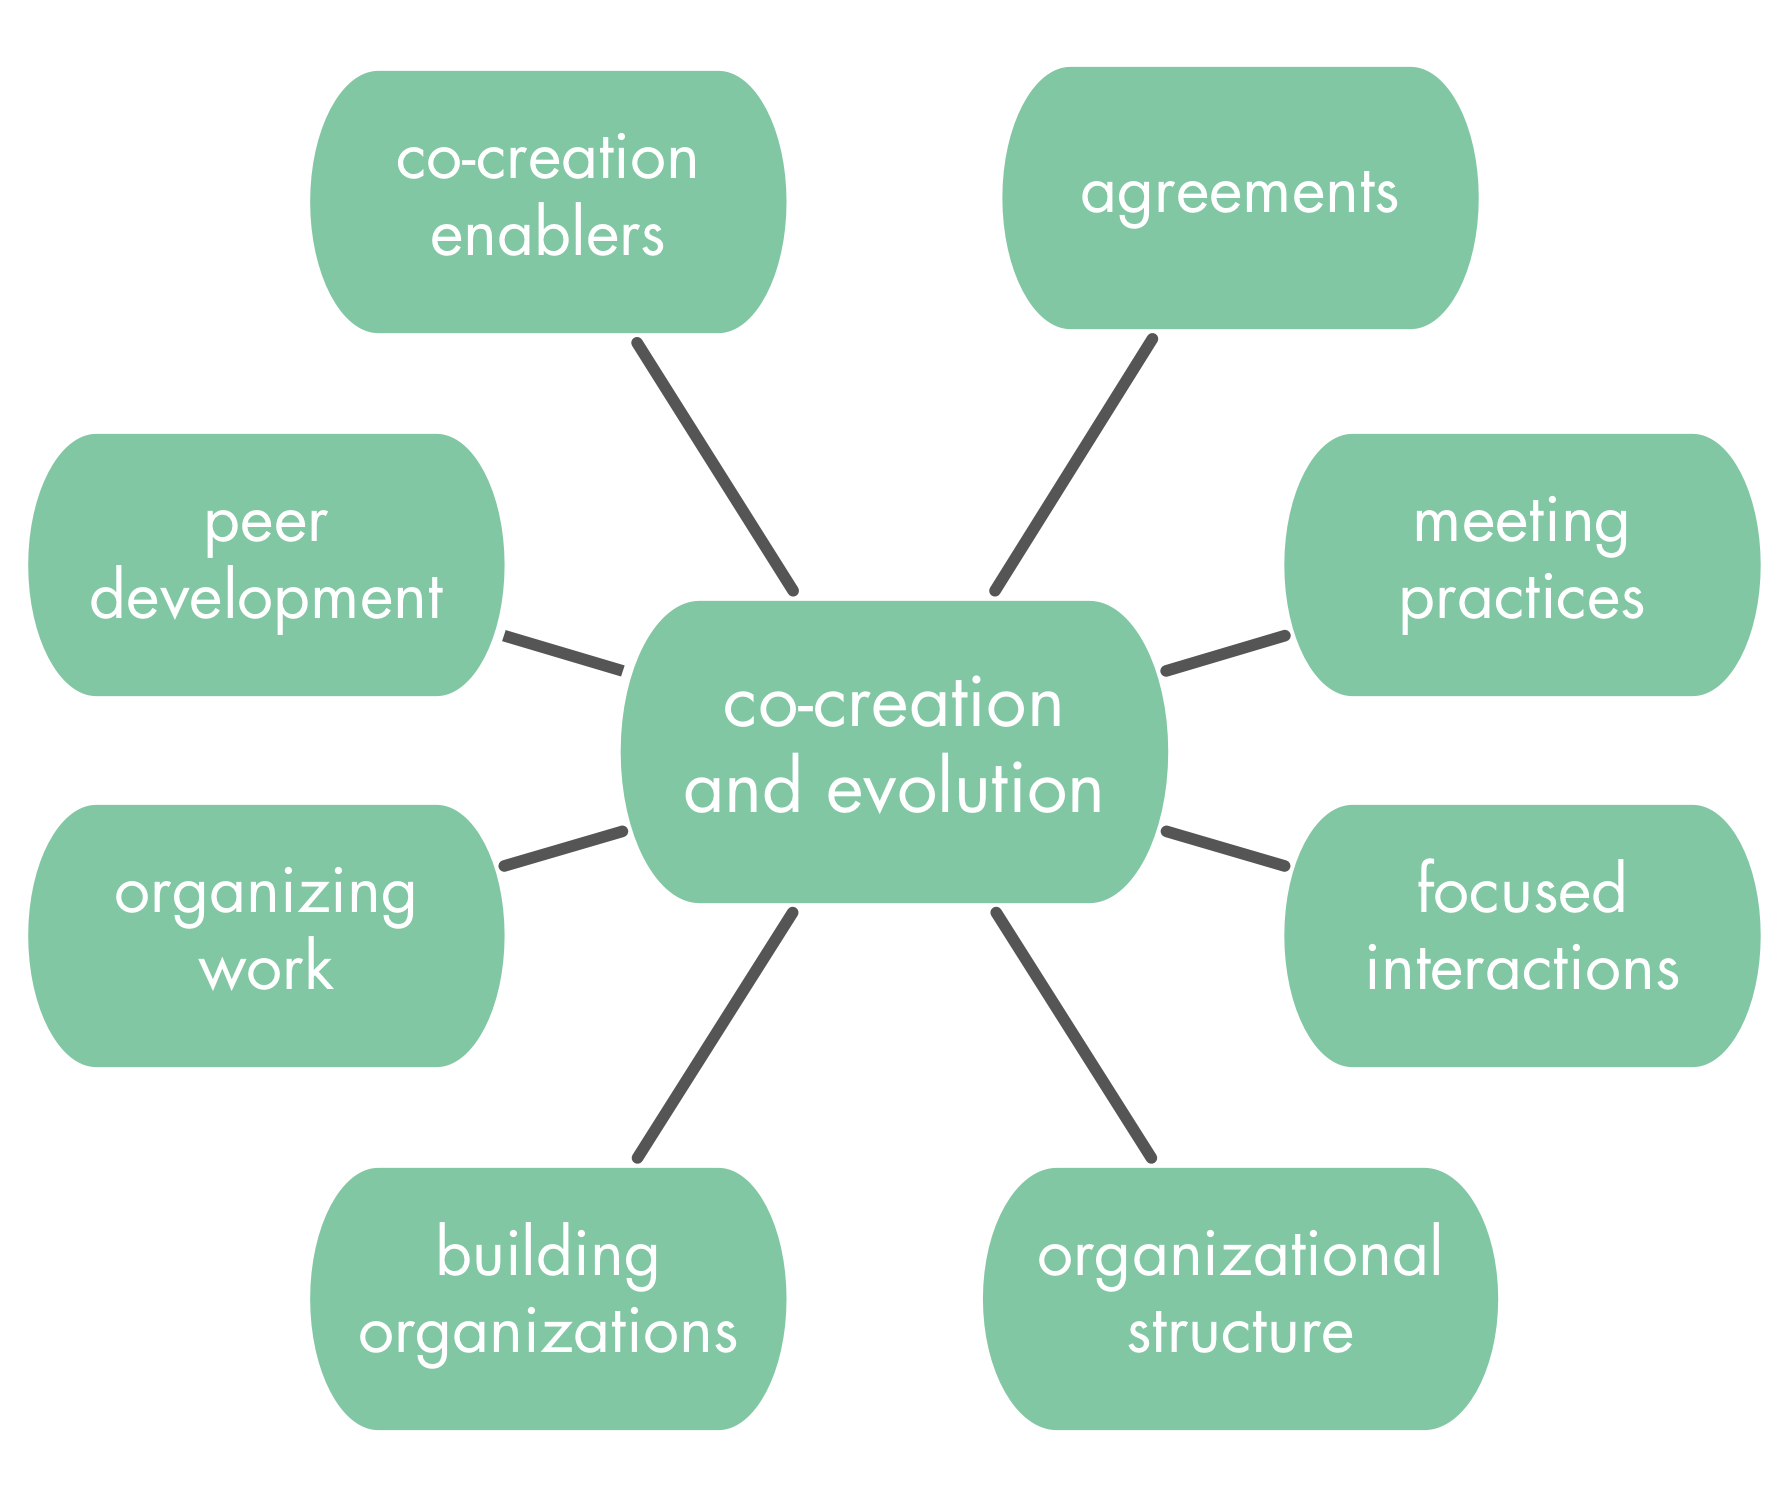 co-creation
enablers
agreements
peer
development
meeting
practices
co-creation
and evolution
organizing
work
focused
interactions
building
organizations
organizational
structure